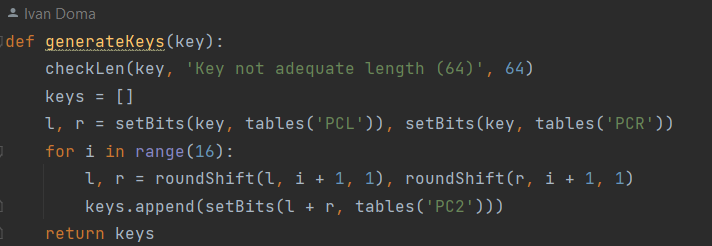 Ivan Doma
def generateKeys(key):
    checkLen(key, 'Key not adequate length (64)', 64)
    keys = []
    l, r = setBits(key, tables('PCL')), setBits(key, tables('PCR'))
    for i in range(16):
        l, r = roundShift(l, i + 1, 1), roundShift(r, i + 1, 1)
        keys.append(setBits(l + r, tables('PC2')))
    return keys